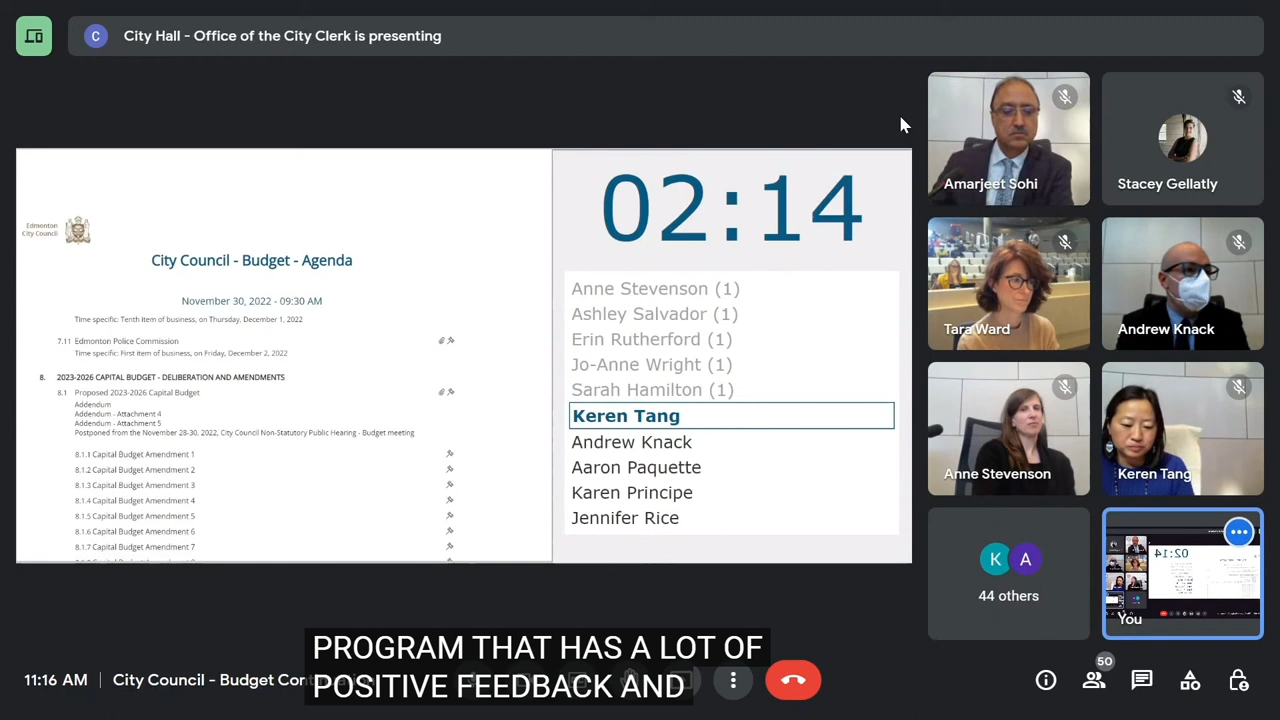 C City Hall - Office of the City Clerk is presenting
Edmonton
City Council
City Council - Budget - Agenda
November 30, 2022 - 09:30 AM
Time specific: Tenth item of business, on Thursday, December 1, 2022
7.11 Edmonton Police Commission
Time specific: First item of business, on Friday, December 2, 2022
8. 2023-2026 CAPITAL BUDGET - DELIBERATION AND AMENDMENTS
8.1 Proposed 2023-2026 Capital Budget
Addendum
Addendum - Attachment 4
Addendum - Attachment 5
Postponed from the November 28-30, 2022, City Council Non-Statutory Public Hearing - Budget meeting
8.1.1 Capital Budget Amendment 1
8.1.2 Capital Budget Amendment 2
8.1.3 Capital Budget Amendment 3
8.1.4 Capital Budget Amendment 4
8.1.5 Capital Budget Amendment 5
8.1.6 Capital Budget Amendment 6
8.1.7 Capital Budget Amendment 7
02:14
Anne Stevenson (1)
Ashley Salvador (1)
Erin Rutherford (1)
Jo-Anne Wright (1)
Sarah Hamilton (1)
Keren Tang
Andrew Knack
Aaron Paquette
Karen Principe
Jennifer Rice
Amarjeet Sohi
Stacey Gellatly
Tara Ward
Andrew Knack
Anne Stevenson
Keren Tang
K A
44 others
02:14
You
PROGRAM THAT HAS A LOT OF
POSITIVE FEEDBACK AND
11:16 AM | City Council - Budget Con
50